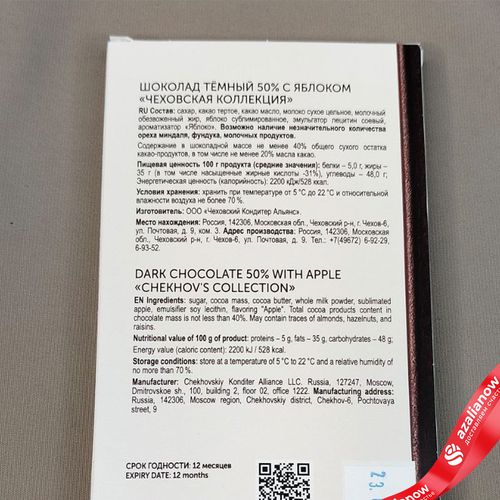 ШОКОЛАД ТЁМНЫЙ 50% С ЯБЛОКОМ
«ЧЕХОВСКАЯ КОЛЛЕКЦИЯ»
RU Состав: сахар, какао тертое, какао масло, молоко сухое цельное, молочный
обезвоженный жир, яблоко сублимированное, эмульгатор лецитин соевый,
ароматизатор «Яблоко». Возможно наличие незначительного количества
ореха миндаля, фундука, молочных продуктов.
Содержание в шоколадной массе не менее 40% общего сухого остатка
какао-продуктов, в том числе не менее 20% масла какао.
Пищевая ценность 100 г продукта (средние значения): белки – 5,0 г, жиры –
35 г (в том числе насыщенные жирные кислоты -31%), углеводы – 48,0 г;
Энергетическая ценность (калорийность): 2200 кДж/528 ккал.
Условия хранения: хранить при температуре от 5 °С до 22 °С и относительной
влажности воздуха не более 70 %.
Изготовитель: ООО «Чеховский Кондитер Альянс».
Место нахождения: Россия, 142306, Московская область, Чеховский р-н, г. Чехов-6,
ул. Почтовая, д. 9, ком. 3. Адрес производства: Россия, 142306, Московская
обл., Чеховский р-н, г. Чехов-6, ул. Почтовая, д. 9. Тел.: +7(49672) 6-92-29,
6-93-52.
DARK CHOCOLATE 50% WITH APPLE
«CHEKHOV'S COLLECTION»
EN Ingredients: sugar, cocoa mass, cocoa butter, whole milk powder, sublimated
apple, emulsifier soy lecithin, flavoring "Apple". Total cocoa products content in
chocolate mass is not less than 40%. May contain traces of almonds, hazelnuts, and
raisins.
Nutritional value of 100 g of product: proteins – 5 g, fats – 35 g, carbohydrates – 48 g;
Energy value (caloric content): 2200 kJ / 528 kcal.
Storage conditions: store at a temperature of 5 °C to 22 °C and a relative humidity of
no more than 70 %.
Manufacturer: Chekhovskiy Konditer Alliance LLC. Russia, 127247, Moscow,
Dmitrovskoe sh., 100, building 2, floor 02, office 4222. Manufacturing address:
Russia, 142306, Moscow region, Chekhovskiy district, Chekhov-6, Pochtovaya
street, 9
СРОК ГОДНОСТИ: 12 месяцев
EXPIRY DATE: 12 months
azalianow
доставляем счастье